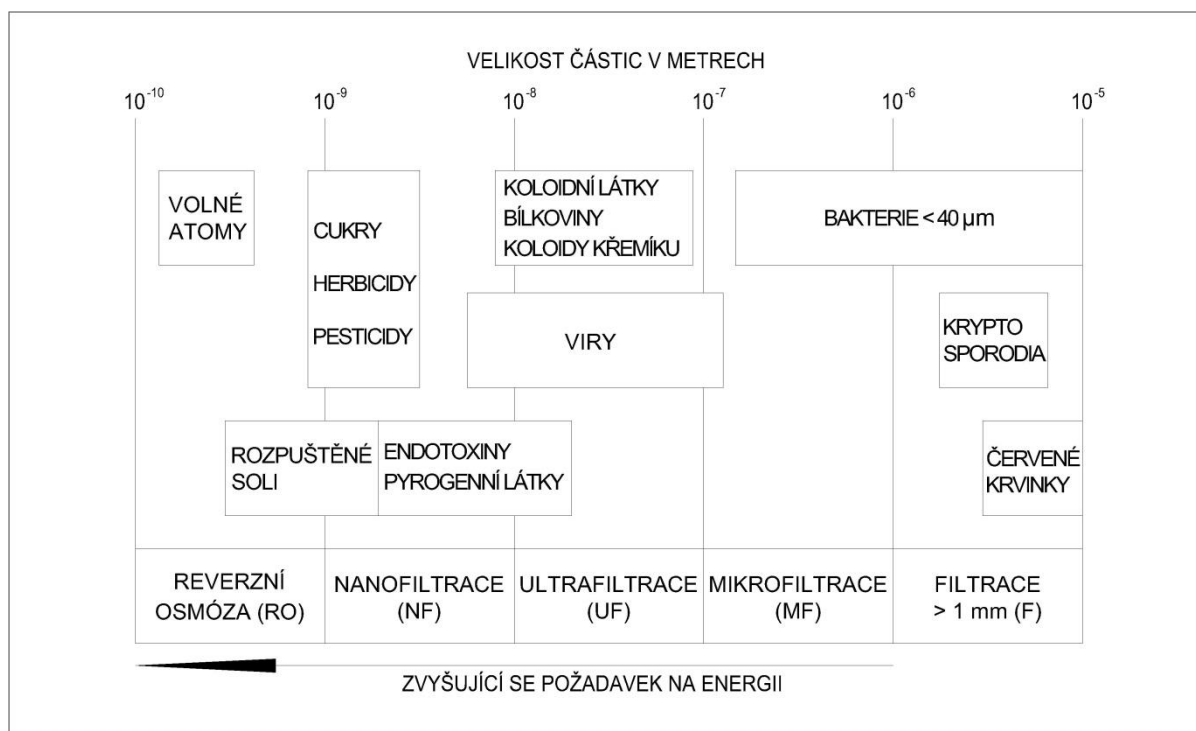 VELIKOST ČÁSTIC V METRECH
10⁻¹⁰ 10⁻⁹ 10⁻⁸ 10⁻⁷ 10⁻⁶ 10⁻⁵
VOLNÉ
ATOMY
CUKRY
HERBICIDY
PESTICIDY
KOLOIDNÍ LÁTKY
BÍLKOVINY
KOLOIDY KŘEMÍKU
BAKTERIE < 40 µm
VIRY
KRYPTO
SPORODIA
ROZPUŠTĚNÉ
SOLI
ENDOTOXINY
PYROGENNÍ LÁTKY
ČERVENÉ
KRVINKY
REVERZNÍ
OSMÓZA (RO)
NANOFILTRACE
(NF)
ULTRAFILTRACE
(UF)
MIKROFILTRACE
(MF)
FILTRACE
> 1 mm (F)
ZVYŠUJÍCÍ SE POŽADAVEK NA ENERGII